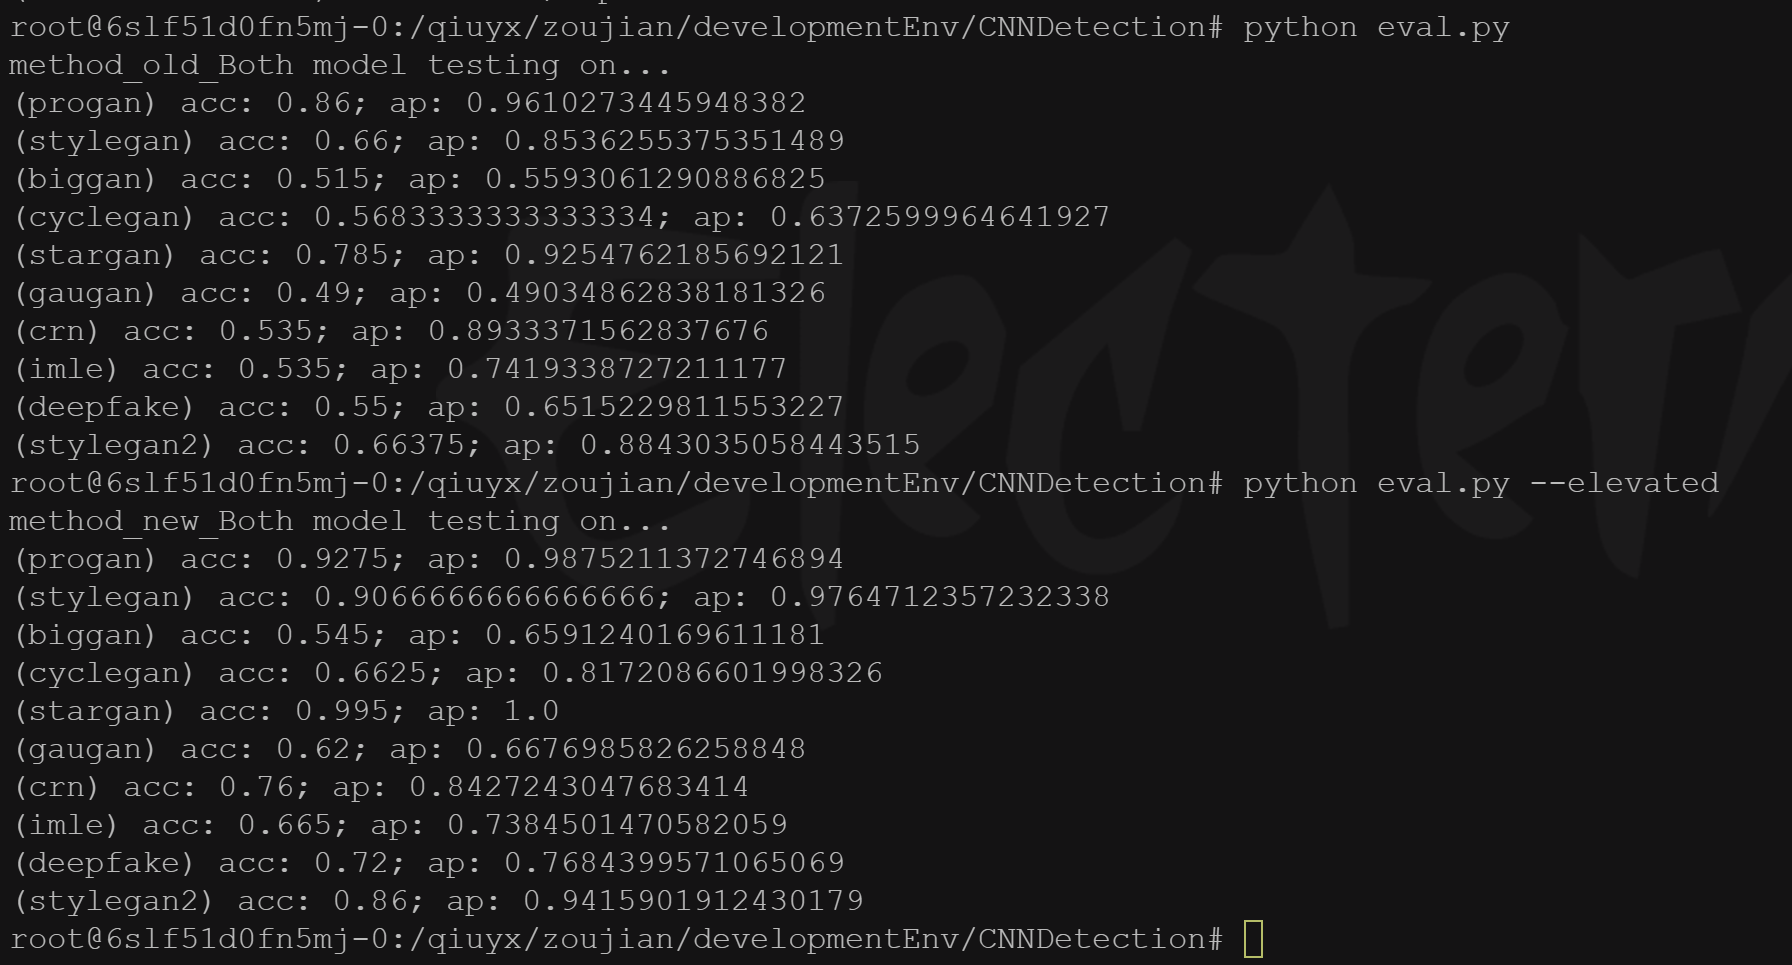 root@6slf51d0fn5mj-0:/qiuyx/zoujian/developmentEnv/CNNDetection# python eval.py
method_old_Both model testing on...
(progan) acc: 0.86; ap: 0.9610273445948382
(stylegan) acc: 0.66; ap: 0.8536255375351489
(biggan) acc: 0.515; ap: 0.5593061290886825
(cyclegan) acc: 0.5683333333333334; ap: 0.6372599964641927
(stargan) acc: 0.785; ap: 0.9254762185692121
(gaugan) acc: 0.49; ap: 0.49034862838181326
(crn) acc: 0.535; ap: 0.8933371562837676
(imle) acc: 0.535; ap: 0.7419338727211177
(deepfake) acc: 0.55; ap: 0.6515229811553227
(stylegan2) acc: 0.66375; ap: 0.8843035058443515
root@6slf51d0fn5mj-0:/qiuyx/zoujian/developmentEnv/CNNDetection# python eval.py --elevated
method_new_Both model testing on...
(progan) acc: 0.9275; ap: 0.9875211372746894
(stylegan) acc: 0.9066666666666666; ap: 0.9764712357232338
(biggan) acc: 0.545; ap: 0.6591240169611181
(cyclegan) acc: 0.6625; ap: 0.8172086601998326
(stargan) acc: 0.995; ap: 1.0
(gaugan) acc: 0.62; ap: 0.6676985826258848
(crn) acc: 0.76; ap: 0.8427243047683414
(imle) acc: 0.665; ap: 0.7384501470582059
(deepfake) acc: 0.72; ap: 0.7684399571065069
(stylegan2) acc: 0.86; ap: 0.9415901912430179
root@6slf51d0fn5mj-0:/qiuyx/zoujian/developmentEnv/CNNDetection#